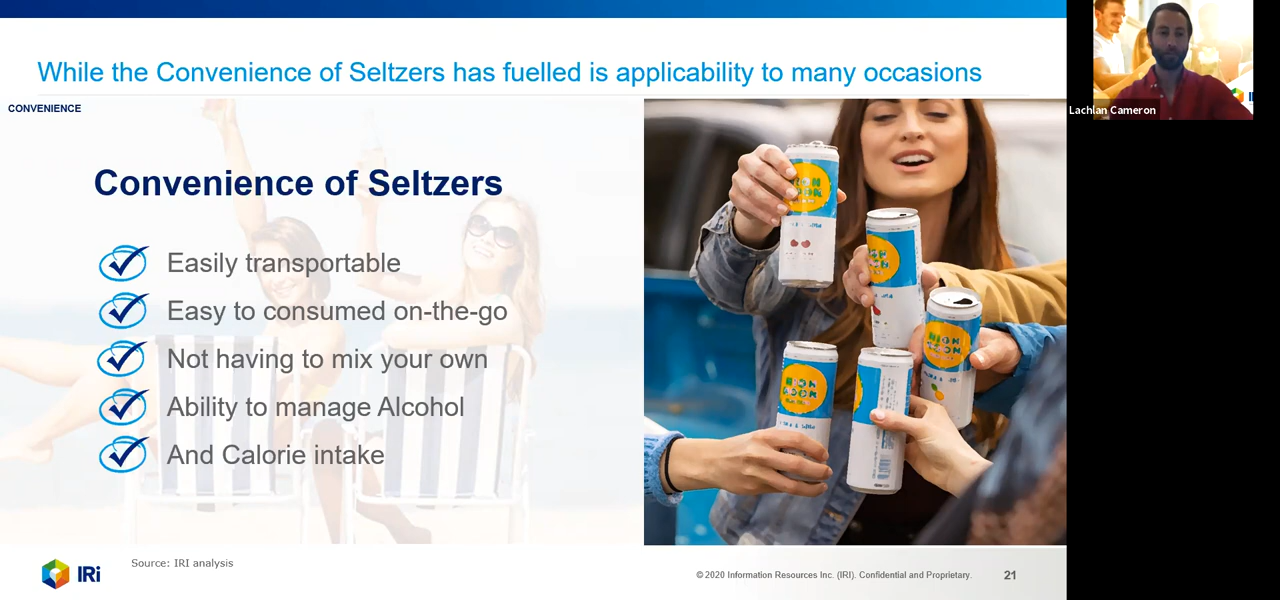 While the Convenience of Seltzers has fuelled is applicability to many occasions
CONVENIENCE
Convenience of Seltzers
Easily transportable
Easy to consumed on-the-go
Not having to mix your own
Ability to manage Alcohol
And Calorie intake
HIGH
NOON
IRi
Source: IRI analysis
© 2020 Information Resources Inc. (IRI). Confidential and Proprietary.
21
Lachlan Cameron